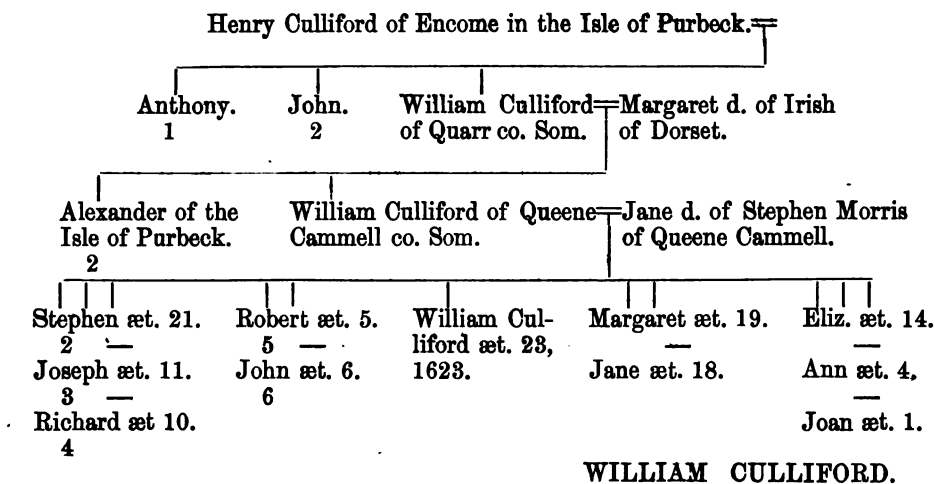 Henry Culliford of Encome in the Isle of Purbeck.
Anthony. John. William Culliford Margaret d. of Irish
1 2 of Quarr co. Som. of Dorset.
Alexander of the William Culliford of Queene Jane d. of Stephen Morris
Isle of Purbeck. Cammell co. Som. of Queene Cammell.
2
Stephen æt. 21. Robert æt. 5. William Cul- Margaret æt. 19. Eliz. æt. 14.
2 — 5 — liford æt. 23, — —
Joseph æt. 11. John æt. 6. 1623. Jane æt. 18. Ann æt. 4,
3 — 6 —
Richard æt 10. Joan æt. 1.
4
WILLIAM CULLIFORD.